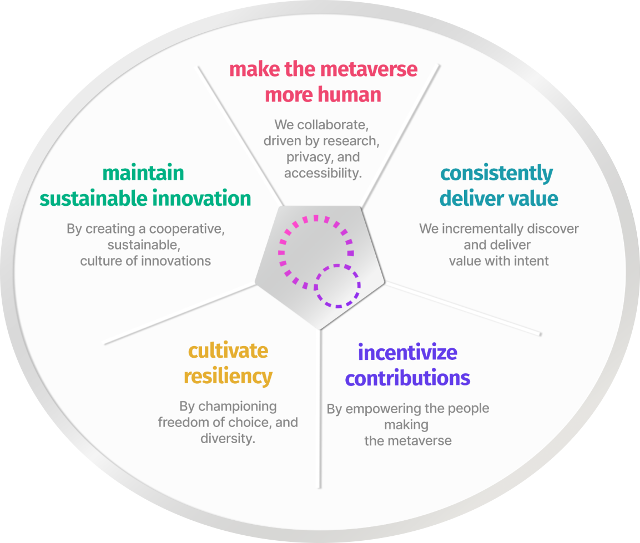 make the metaverse
more human
We collaborate,
driven by research,
privacy, and
accessibility.
maintain
sustainable innovation
By creating a cooperative,
sustainable,
culture of innovations
consistently
deliver value
We incrementally discover
and deliver
value with intent
cultivate
resiliency
By championing
freedom of choice, and
diversity.
incentivize
contributions
By empowering the people
making
the metaverse